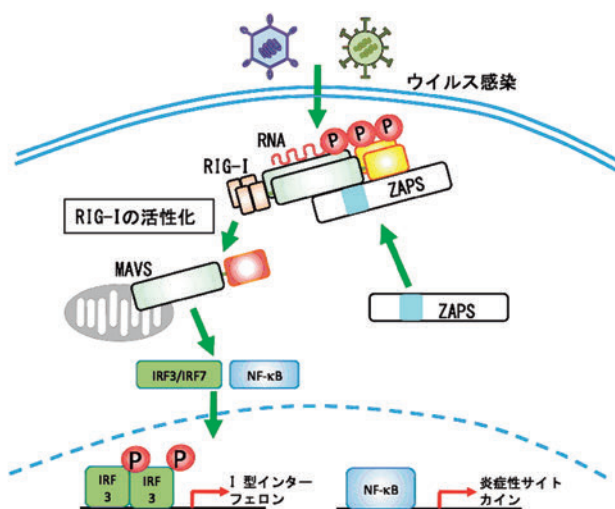 ウイルス感染
RNA
P P P
RIG-I
ZAPS
RIG-Iの活性化
MAVS
ZAPS
IRF3/IRF7
NF-κB
P P
IRF
3
IRF
3
I 型インター
フェロン
NF-κB
炎症性サイト
カイン